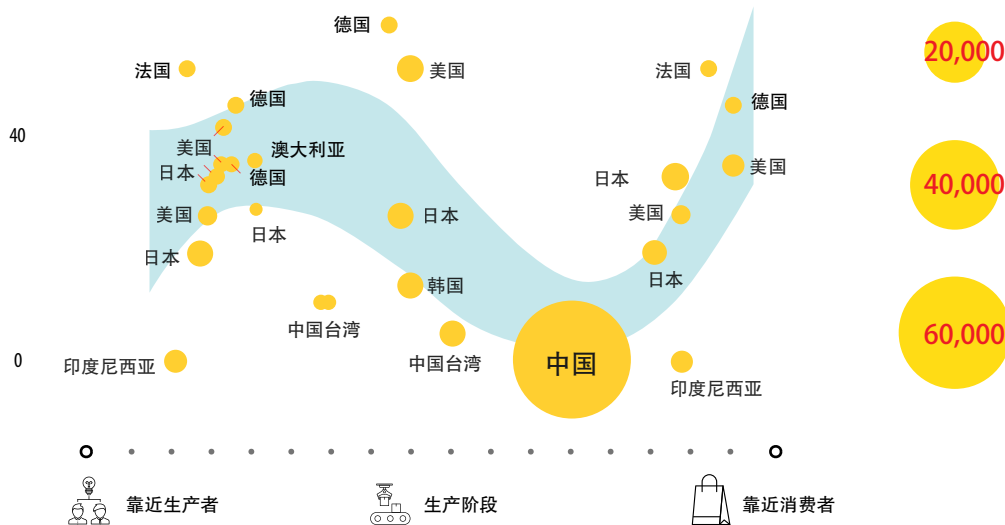 德国
20,000
法国
美国
法国
德国
德国
40
美国
澳大利亚
日本
德国
美国
日本
40,000
美国
日本
日本
美国
日本
日本
韩国
中国台湾
中国台湾
中国
60,000
0
印度尼西亚
印度尼西亚
靠近生产者
生产阶段
靠近消费者